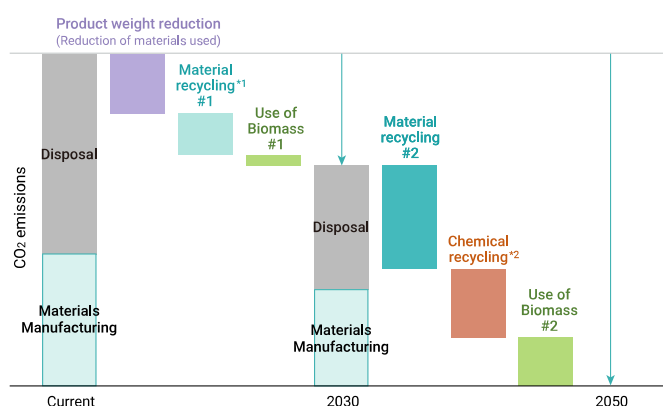 Product weight reduction
(Reduction of materials used)
Material
recycling*1
#1
Use of
Biomass
#1
Material
recycling
#2
Disposal
Disposal
Chemical
recycling*2
Use of
Biomass
#2
CO2 emissions
Materials
Manufacturing
Materials
Manufacturing
Current
2030
2050